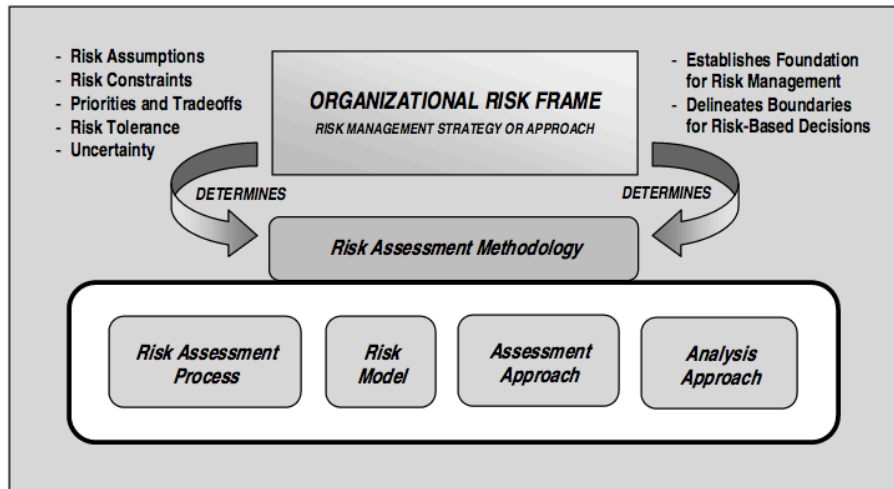 - Risk Assumptions
- Risk Constraints
- Priorities and Tradeoffs
- Risk Tolerance
- Uncertainty
ORGANIZATIONAL RISK FRAME
RISK MANAGEMENT STRATEGY OR APPROACH
- Establishes Foundation
for Risk Management
- Delineates Boundaries
for Risk-Based Decisions
DETERMINES
DETERMINES
Risk Assessment Methodology
Risk Assessment
Process
Risk
Model
Assessment
Approach
Analysis
Approach